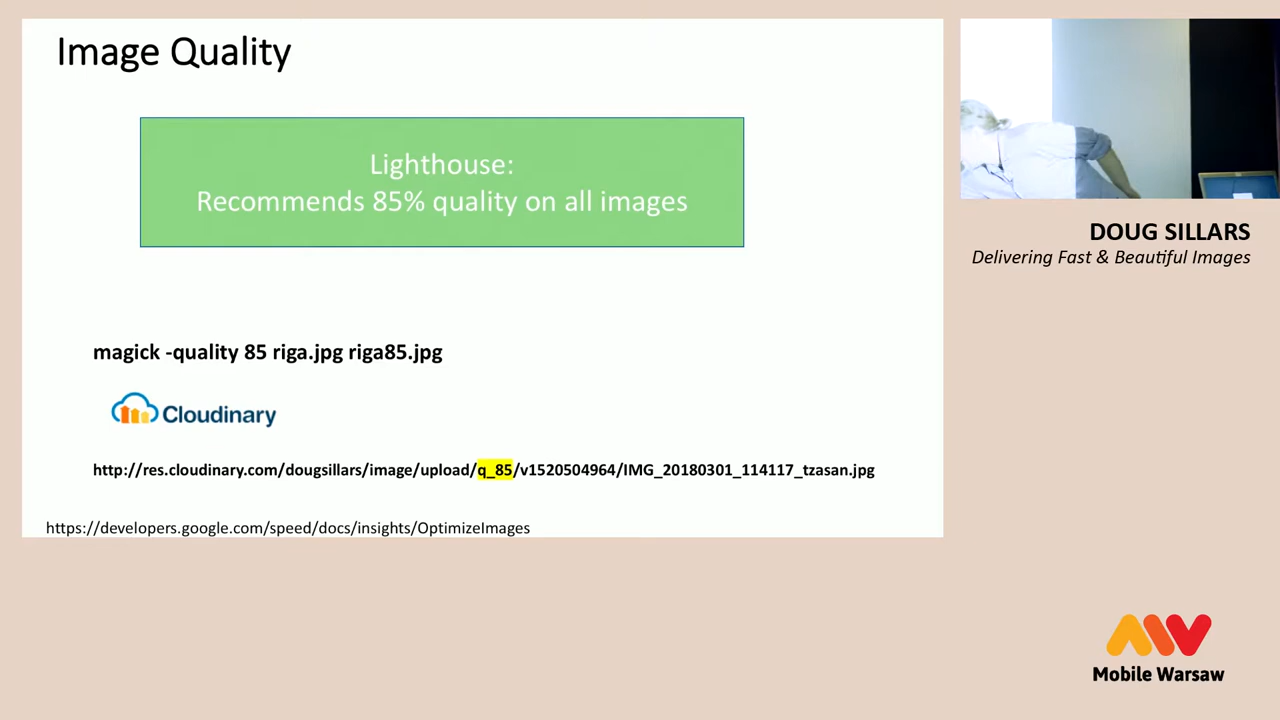 Image Quality
Lighthouse:
Recommends 85% quality on all images
magick -quality 85 riga.jpg riga85.jpg
Cloudinary
http://res.cloudinary.com/dougsillars/image/upload/q_85/v1520504964/IMG_20180301_114117_tzasan.jpg
https://developers.google.com/speed/docs/insights/OptimizeImages
DOUG SILLARS
Delivering Fast & Beautiful Images
Mobile Warsaw